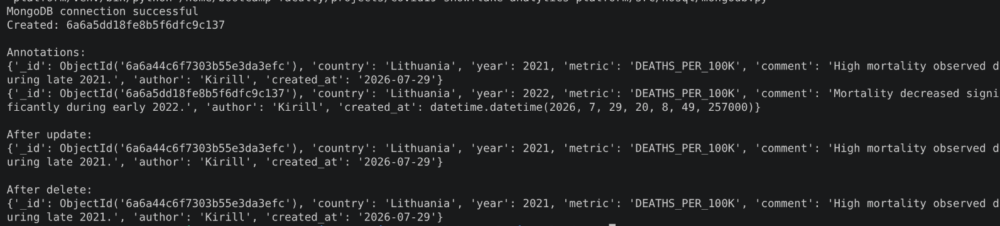 MongoDB connection successful
Created: 6a6a5dd18fe8b5f6dfc9c137
Annotations:
{'_id': ObjectId('6a6a44c6f7303b55e3da3efc'), 'country': 'Lithuania', 'year': 2021, 'metric': 'DEATHS_PER_100K', 'comment': 'High mortality observed d
uring late 2021.', 'author': 'Kirill', 'created_at': '2026-07-29'}
{'_id': ObjectId('6a6a5dd18fe8b5f6dfc9c137'), 'country': 'Lithuania', 'year': 2022, 'metric': 'DEATHS_PER_100K', 'comment': 'Mortality decreased signi
ficantly during early 2022.', 'author': 'Kirill', 'created_at': datetime.datetime(2026, 7, 29, 20, 8, 49, 257000)}
After update:
{'_id': ObjectId('6a6a44c6f7303b55e3da3efc'), 'country': 'Lithuania', 'year': 2021, 'metric': 'DEATHS_PER_100K', 'comment': 'High mortality observed d
uring late 2021.', 'author': 'Kirill', 'created_at': '2026-07-29'}
After delete:
{'_id': ObjectId('6a6a44c6f7303b55e3da3efc'), 'country': 'Lithuania', 'year': 2021, 'metric': 'DEATHS_PER_100K', 'comment': 'High mortality observed d
uring late 2021.', 'author': 'Kirill', 'created_at': '2026-07-29'}